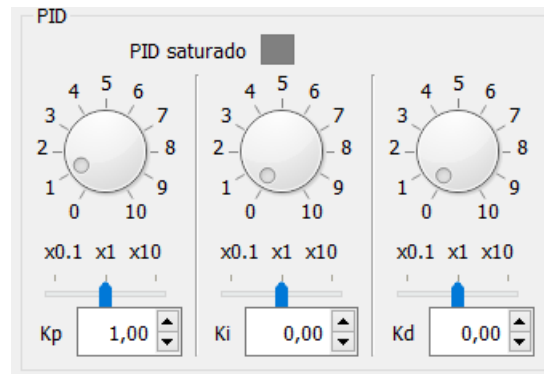 PID
PID saturado
0 1 2 3 4 5 6 7 8 9 10
0 1 2 3 4 5 6 7 8 9 10
0 1 2 3 4 5 6 7 8 9 10
x0.1 x1 x10 x0.1 x1 x10 x0.1 x1 x10
Kp 1,00 Ki 0,00 Kd 0,00